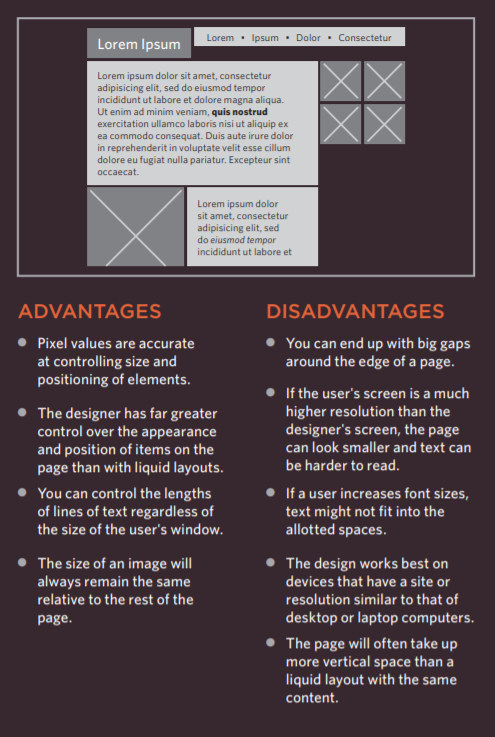 Lorem Ipsum
Lorem • Ipsum • Dolor • Consectetur
Lorem ipsum dolor sit amet, consectetur
adipisicing elit, sed do eiusmod tempor
incididunt ut labore et dolore magna aliqua.
Ut enim ad minim veniam, quis nostrud
exercitation ullamco laboris nisi ut aliquip ex
ea commodo consequat. Duis aute irure dolor
in reprehenderit in voluptate velit esse cillum
dolore eu fugiat nulla pariatur. Excepteur sint
occaecat.
Lorem ipsum dolor
sit amet, consectetur
adipisicing elit, sed
do eiusmod tempor
incididunt ut labore et
ADVANTAGES
● Pixel values are accurate
at controlling size and
positioning of elements.
● The designer has far greater
control over the appearance
and position of items on the
page than with liquid layouts.
● You can control the lengths
of lines of text regardless of
the size of the user's window.
● The size of an image will
always remain the same
relative to the rest of the
page.
DISADVANTAGES
● You can end up with big gaps
around the edge of a page.
● If the user's screen is a much
higher resolution than the
designer's screen, the page
can look smaller and text can
be harder to read.
● If a user increases font sizes,
text might not fit into the
allotted spaces.
● The design works best on
devices that have a site or
resolution similar to that of
desktop or laptop computers.
● The page will often take up
more vertical space than a
liquid layout with the same
content.